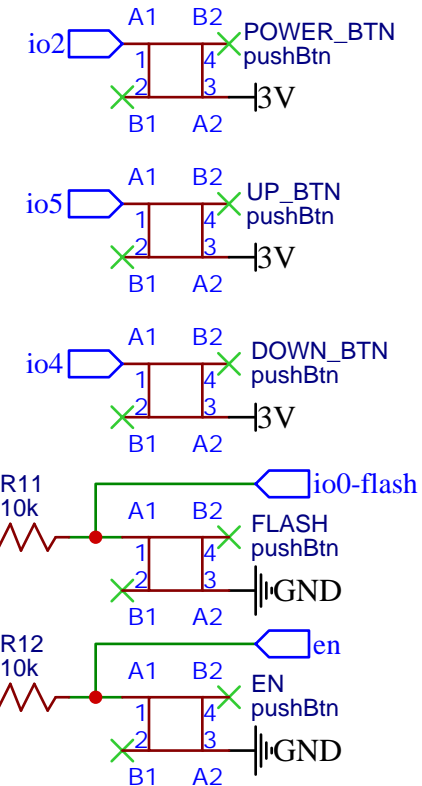 A1 B2
POWER_BTN
io2
pushBtn
1 4
2 3
3V
B1 A2
A1 B2
UP_BTN
io5
pushBtn
1 4
2 3
3V
B1 A2
A1 B2
DOWN_BTN
io4
pushBtn
1 4
2 3
3V
B1 A2
R11
io0-flash
10k
A1 B2
FLASH
pushBtn
1 4
2 3
GND
B1 A2
R12
en
10k
A1 B2
EN
pushBtn
1 4
2 3
GND
B1 A2